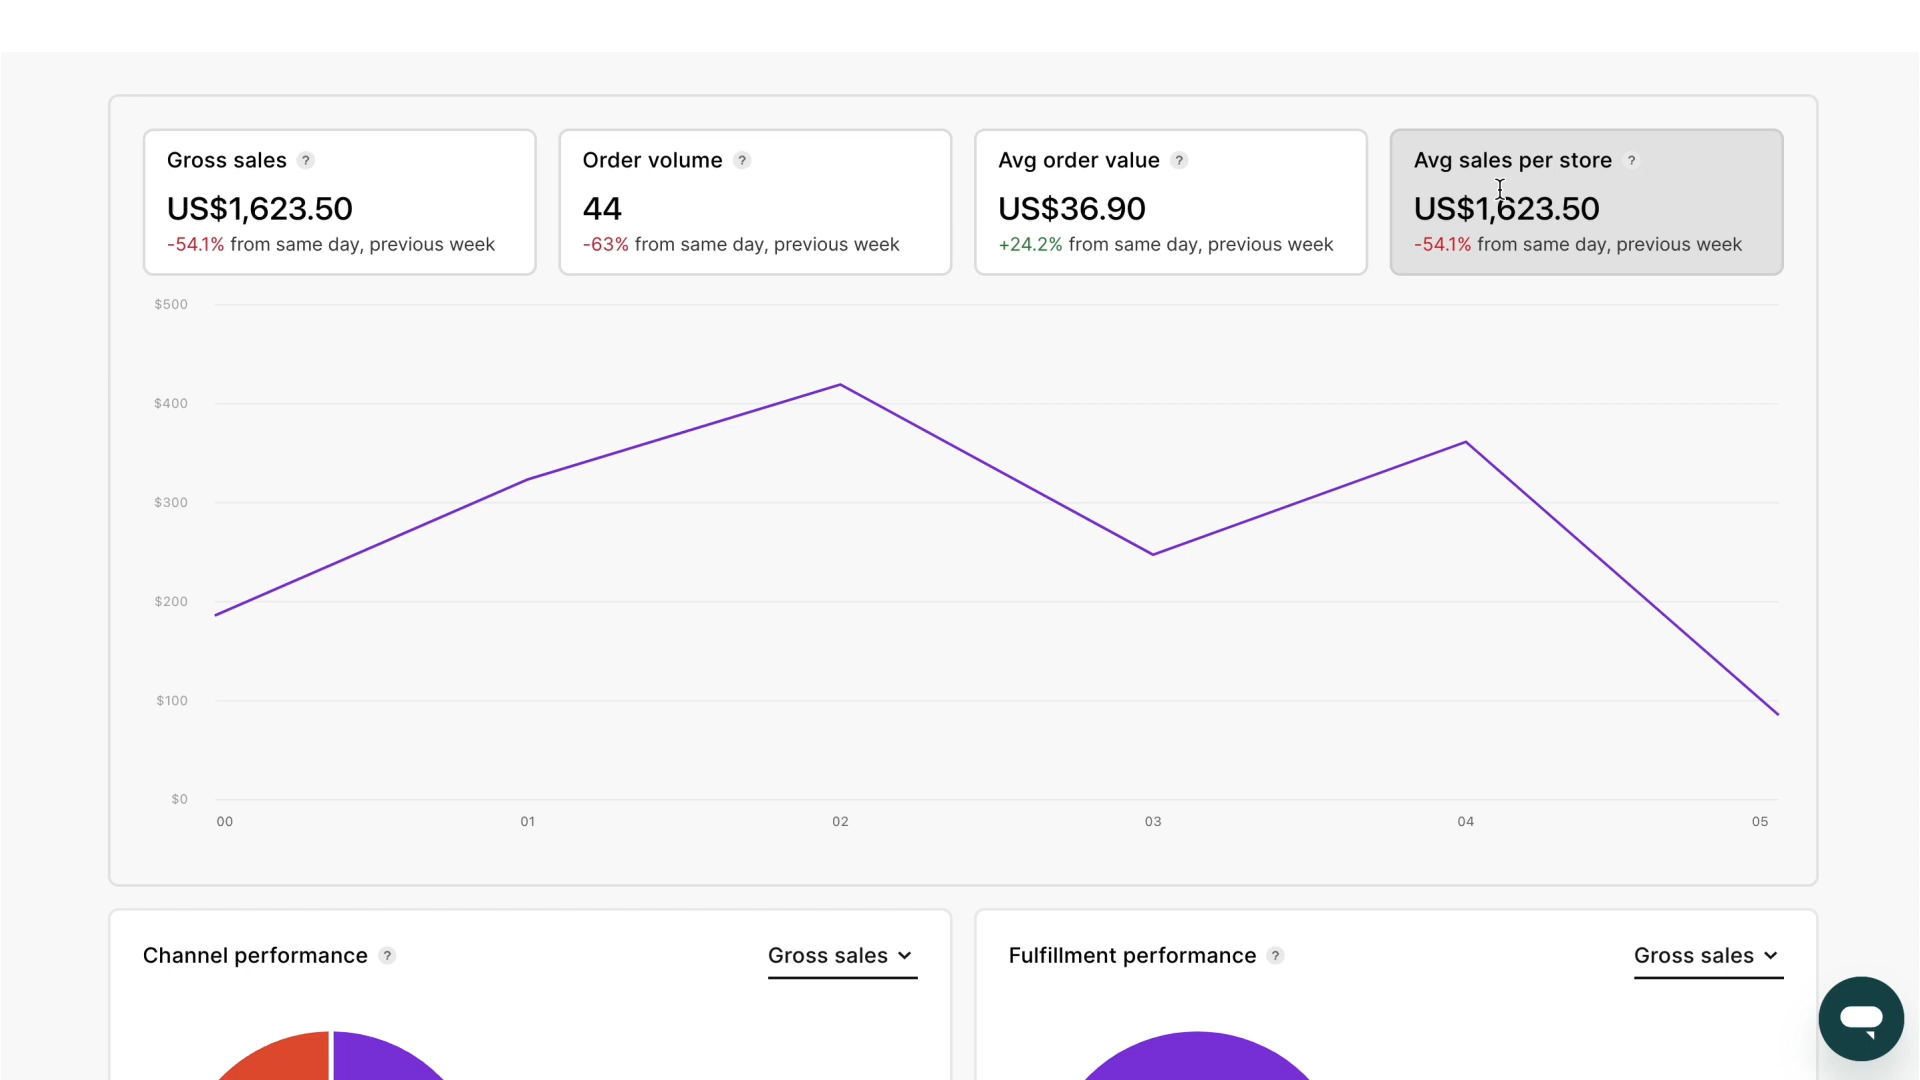 Gross sales ?
US$1,623.50
-54.1% from same day, previous week
Order volume ?
44
-63% from same day, previous week
Avg order value ?
US$36.90
+24.2% from same day, previous week
Avg sales per store ?
US$1,623.50
-54.1% from same day, previous week
$500
$400
$300
$200
$100
$0
00 01 02 03 04 05
Channel performance ? Gross sales
Fulfillment performance ? Gross sales